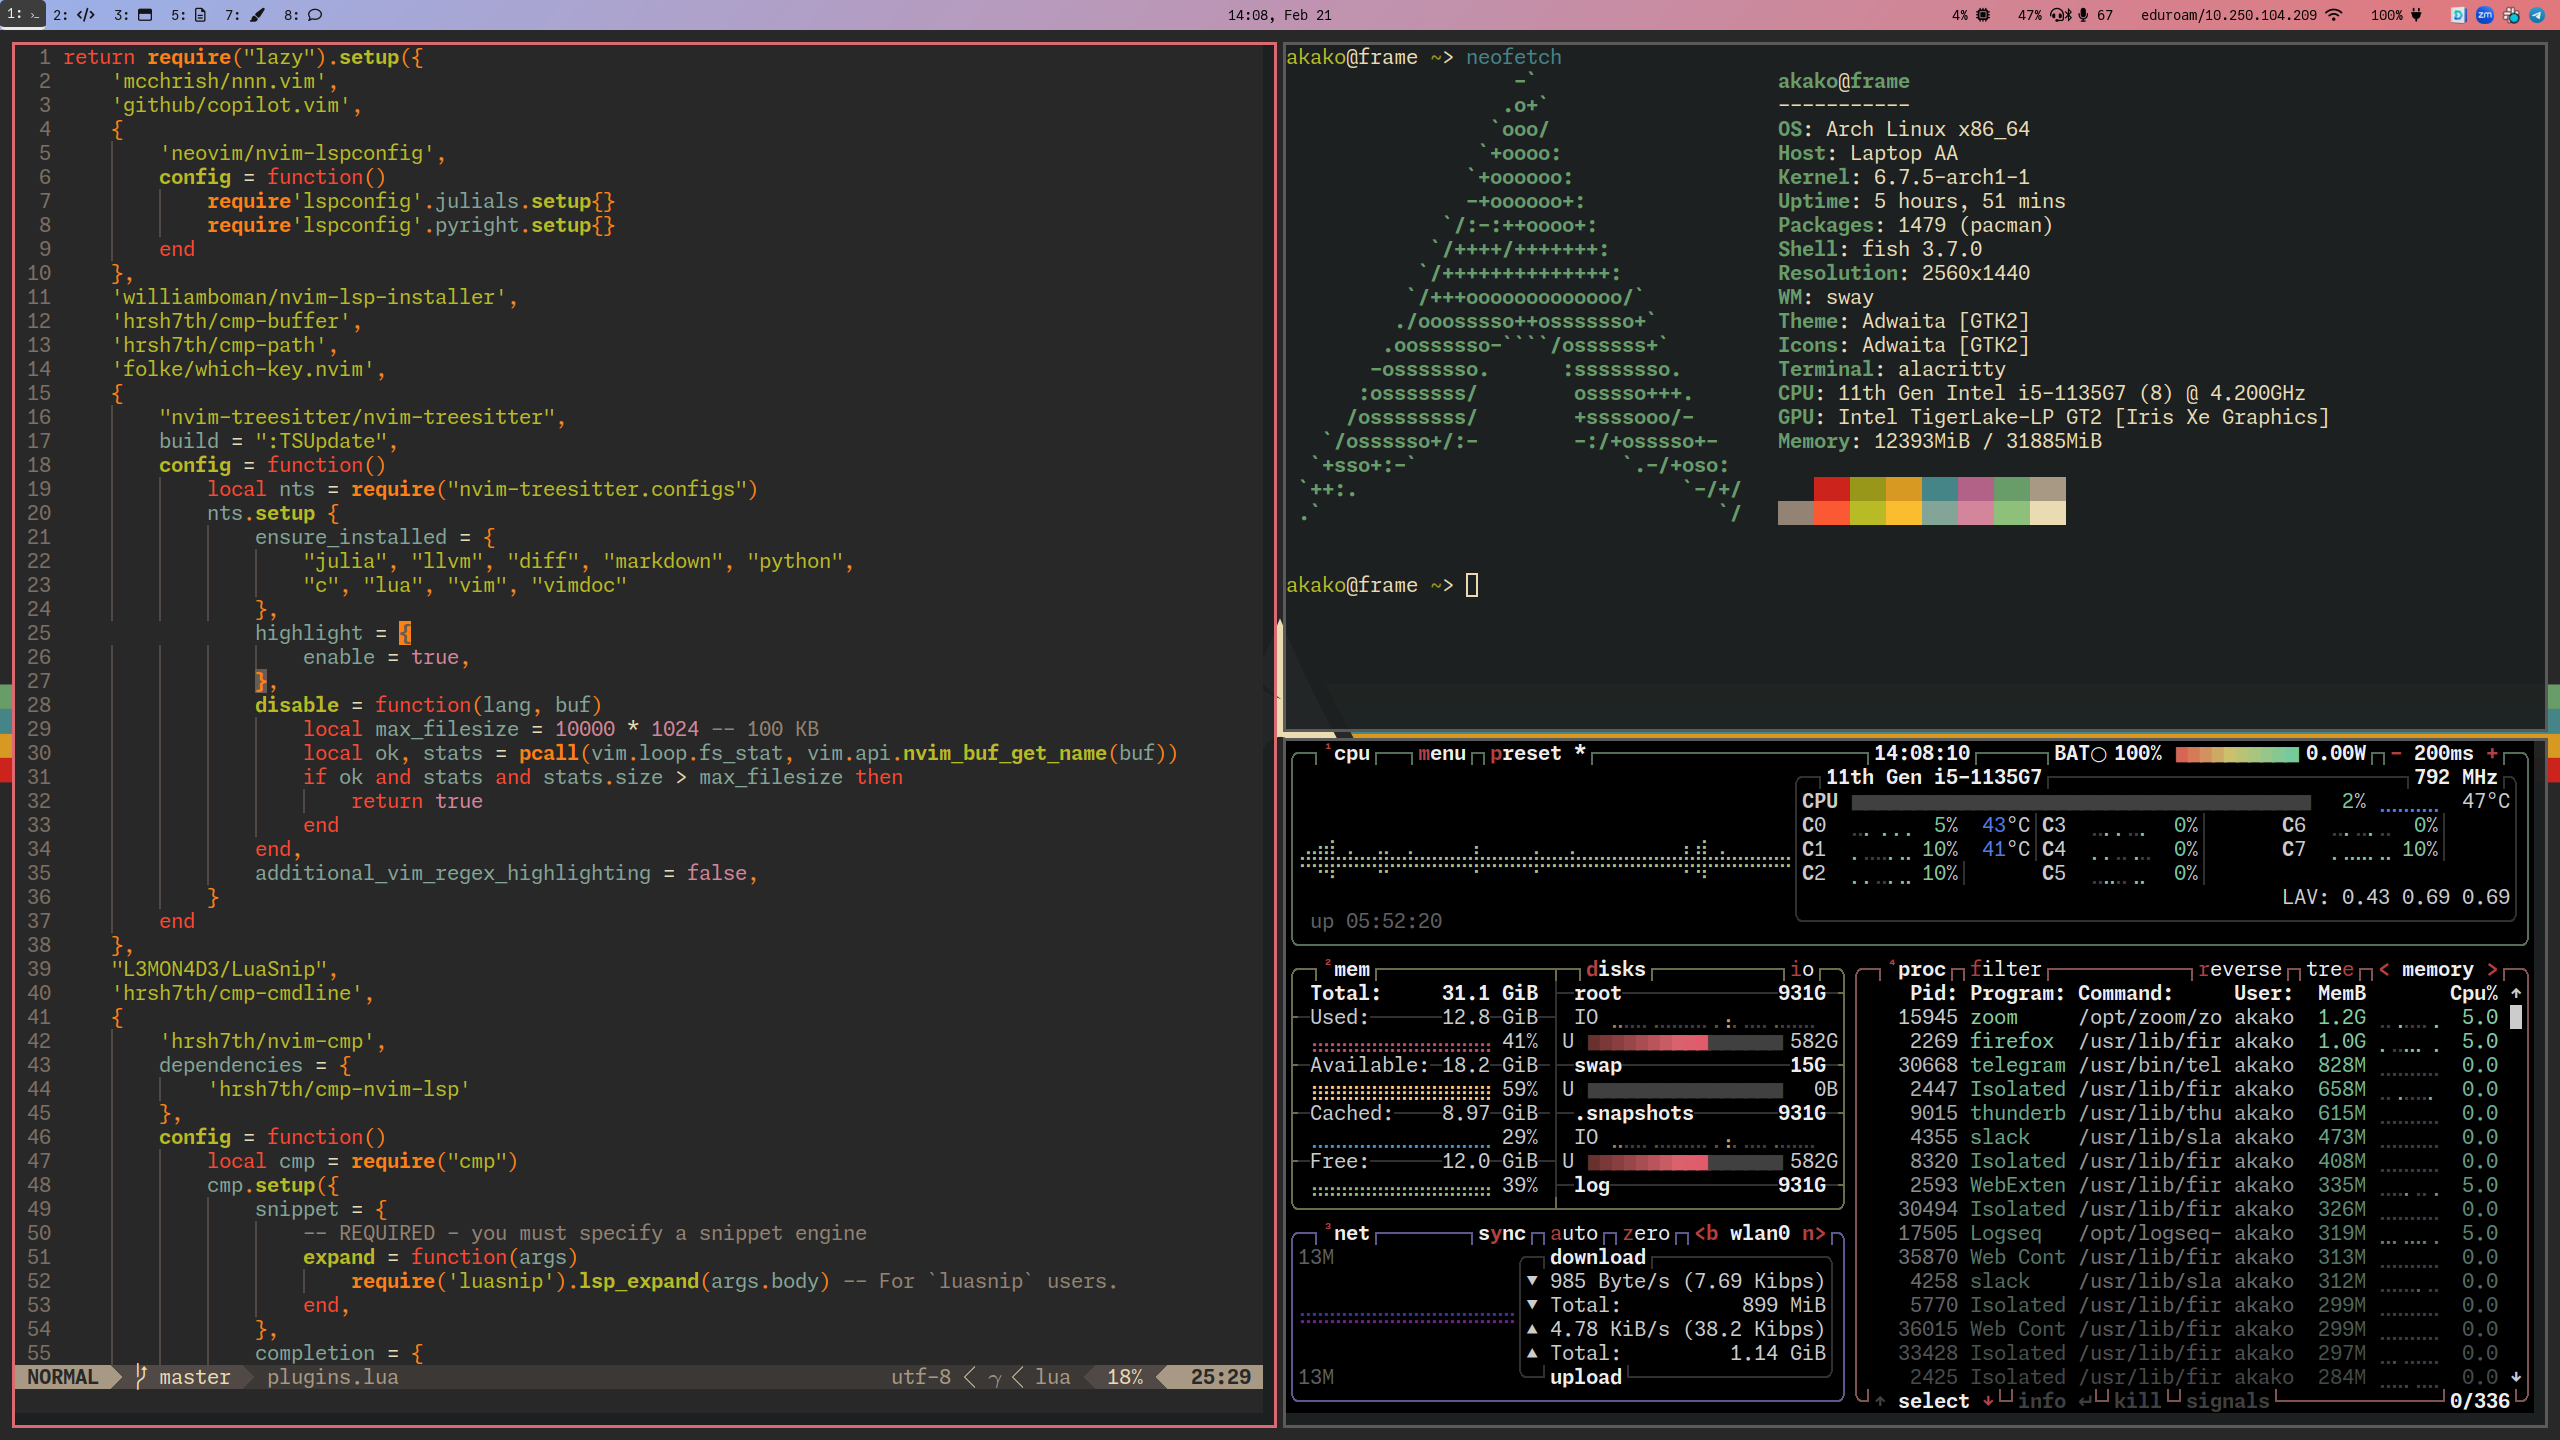 1: 2: </> 3: 5: 7: 8: 14:08, Feb 21 4% 47% 67 eduroam/10.250.104.209 100%
1 return require("lazy").setup({
2 'mcchrish/nnn.vim',
3 'github/copilot.vim',
4 {
5 'neovim/nvim-lspconfig',
6 config = function()
7 require'lspconfig'.julials.setup{}
8 require'lspconfig'.pyright.setup{}
9 end
10 },
11 'williamboman/nvim-lsp-installer',
12 'hrsh7th/cmp-buffer',
13 'hrsh7th/cmp-path',
14 'folke/which-key.nvim',
15 {
16 "nvim-treesitter/nvim-treesitter",
17 build = ":TSUpdate",
18 config = function()
19 local nts = require("nvim-treesitter.configs")
20 nts.setup {
21 ensure_installed = {
22 "julia", "llvm", "diff", "markdown", "python",
23 "c", "lua", "vim", "vimdoc"
24 },
25 highlight = {
26 enable = true,
27 },
28 disable = function(lang, buf)
29 local max_filesize = 10000 * 1024 -- 100 KB
30 local ok, stats = pcall(vim.loop.fs_stat, vim.api.nvim_buf_get_name(buf))
31 if ok and stats and stats.size > max_filesize then
32 return true
33 end
34 end,
35 additional_vim_regex_highlighting = false,
36 }
37 end
38 },
39 "L3MON4D3/LuaSnip",
40 'hrsh7th/cmp-cmdline',
41 {
42 'hrsh7th/nvim-cmp',
43 dependencies = {
44 'hrsh7th/cmp-nvim-lsp'
45 },
46 config = function()
47 local cmp = require("cmp")
48 cmp.setup({
49 snippet = {
50 -- REQUIRED - you must specify a snippet engine
51 expand = function(args)
52 require('luasnip').lsp_expand(args.body) -- For `luasnip` users.
53 end,
54 },
55 completion = {
NORMAL master plugins.lua utf-8 lua 18% 25:29
akako@frame ~> neofetch
-`
.o+`
`ooo/
`+oooo:
`+oooooo:
-+oooooo+:
`/:-:++oooo+:
`/++++/+++++++:
`/++++++++++++++:
`/+++ooooooooooooo/`
./ooosssso++osssssso+`
.oossssso-````/ossssss+`
-osssssso. :ssssssso.
:osssssss/ osssso+++.
/ossssssss/ +ssssooo/-
`/ossssso+/:- -:/+osssso+-
`+sso+:-` `.-/+oso:
`++:. `-/+/
.` `/
akako@frame
-----------
OS: Arch Linux x86_64
Host: Laptop AA
Kernel: 6.7.5-arch1-1
Uptime: 5 hours, 51 mins
Packages: 1479 (pacman)
Shell: fish 3.7.0
Resolution: 2560x1440
WM: sway
Theme: Adwaita [GTK2]
Icons: Adwaita [GTK2]
Terminal: alacritty
CPU: 11th Gen Intel i5-1135G7 (8) @ 4.200GHz
GPU: Intel TigerLake-LP GT2 [Iris Xe Graphics]
Memory: 12393MiB / 31885MiB
akako@frame ~>
¹cpu menu preset * 14:08:10 BAT 100% 0.00W - 200ms +
11th Gen i5-1135G7 792 MHz
CPU 2% 47°C
C0 5% 43°C C3 0% C6 0%
C1 10% 41°C C4 0% C7 10%
C2 10% C5 0%
LAV: 0.43 0.69 0.69
up 05:52:20
²mem disks io
Total: 31.1 GiB root 931G
Used: 12.8 GiB IO
41% U 582G
Available: 18.2 GiB swap 15G
59% U 0B
Cached: 8.97 GiB .snapshots 931G
29% IO
Free: 12.0 GiB U 582G
39% log 931G
³net sync auto zero <b wlan0 n>
13M download
▼ 985 Byte/s (7.69 Kibps)
▼ Total: 899 MiB
▲ 4.78 KiB/s (38.2 Kibps)
▲ Total: 1.14 GiB
13M upload
⁴proc filter reverse tree < memory >
Pid: Program: Command: User: MemB Cpu% ↑
15945 zoom /opt/zoom/zo akako 1.2G 5.0
2269 firefox /usr/lib/fir akako 1.0G 5.0
30668 telegram /usr/bin/tel akako 828M 0.0
2447 Isolated /usr/lib/fir akako 658M 0.0
9015 thunderb /usr/lib/thu akako 615M 0.0
4355 slack /usr/lib/sla akako 473M 0.0
8320 Isolated /usr/lib/fir akako 408M 0.0
2593 WebExten /usr/lib/fir akako 335M 5.0
30494 Isolated /usr/lib/fir akako 326M 0.0
17505 Logseq /opt/logseq- akako 319M 5.0
35870 Web Cont /usr/lib/fir akako 313M 0.0
4258 slack /usr/lib/sla akako 312M 0.0
5770 Isolated /usr/lib/fir akako 299M 0.0
36015 Web Cont /usr/lib/fir akako 299M 0.0
33428 Isolated /usr/lib/fir akako 297M 0.0
2425 Isolated /usr/lib/fir akako 284M 0.0 ↓
↑ select ↓ info ↵ kill signals 0/336